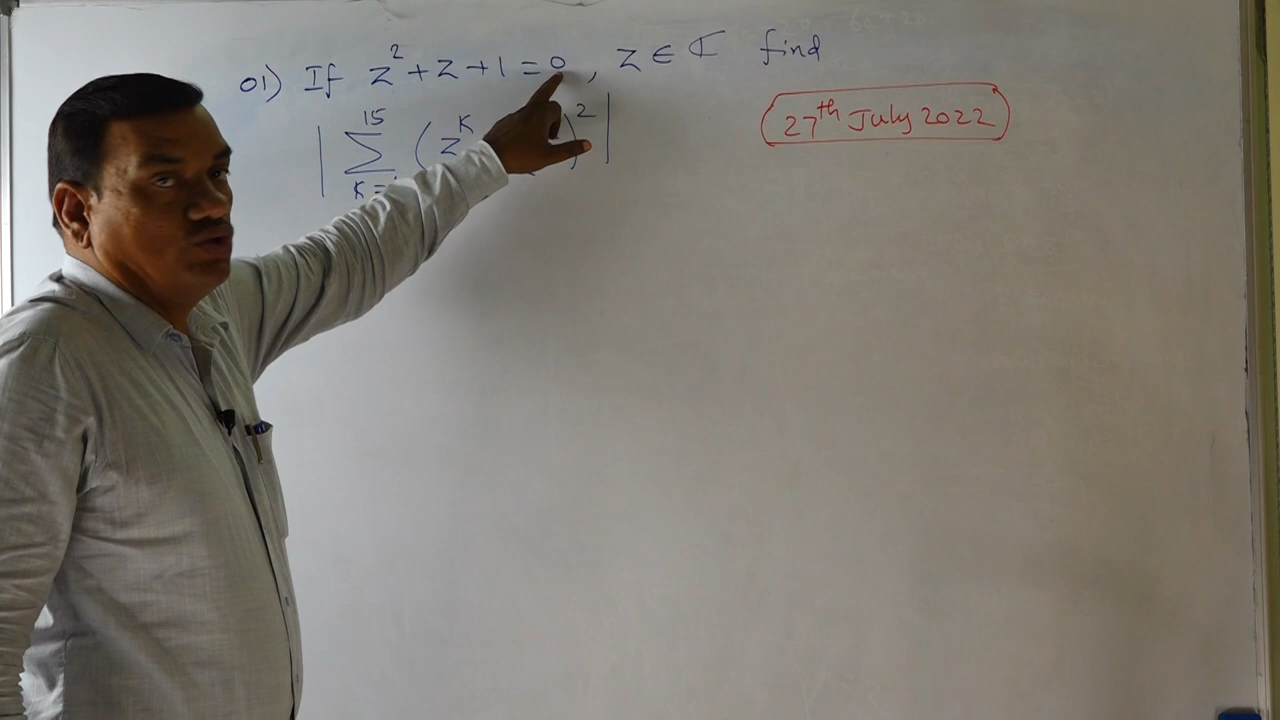 01) If z² + z + 1 = 0, z ∈ ℂ find
| 15 ∑ K= (z^K )² |
27th July 2022